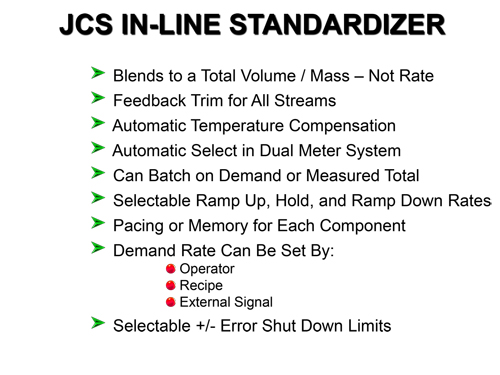 JCS IN-LINE STANDARDIZER
Blends to a Total Volume / Mass – Not Rate
Feedback Trim for All Streams
Automatic Temperature Compensation
Automatic Select in Dual Meter System
Can Batch on Demand or Measured Total
Selectable Ramp Up, Hold, and Ramp Down Rates
Pacing or Memory for Each Component
Demand Rate Can Be Set By:
Operator
Recipe
External Signal
Selectable +/- Error Shut Down Limits